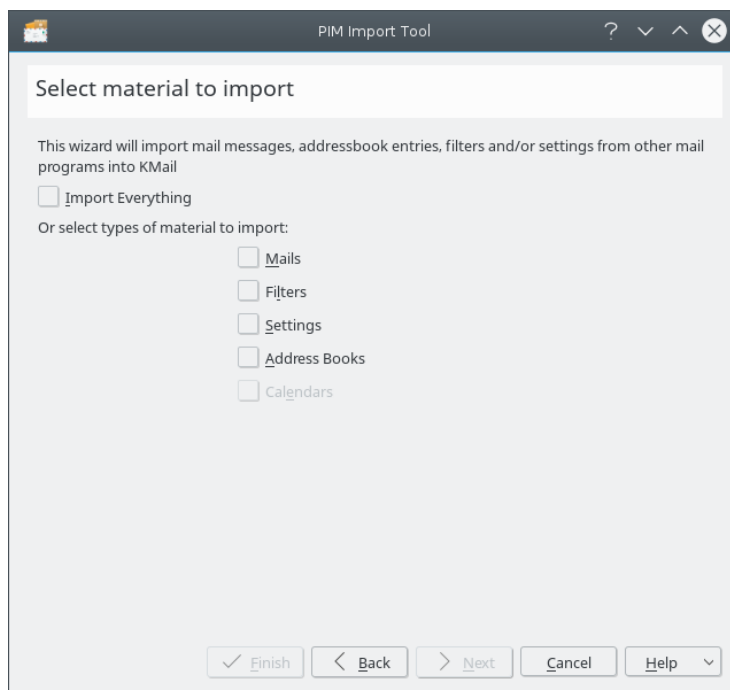 PIM Import Tool
Select material to import
This wizard will import mail messages, addressbook entries, filters and/or settings from other mail
programs into KMail
Import Everything
Or select types of material to import:
Mails
Filters
Settings
Address Books
Calendars
Finish Back Next Cancel Help